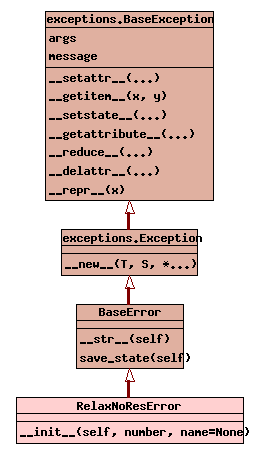 exceptions.BaseException
args
message
__setattr__(...)
__getitem__(x, y)
__setstate__(...)
__getattribute__(...)
__reduce__(...)
__delattr__(...)
__repr__(x)
exceptions.Exception
__new__(T, S, *...)
BaseError
__str__(self)
save_state(self)
RelaxNoResError
__init__(self, number, name=None)